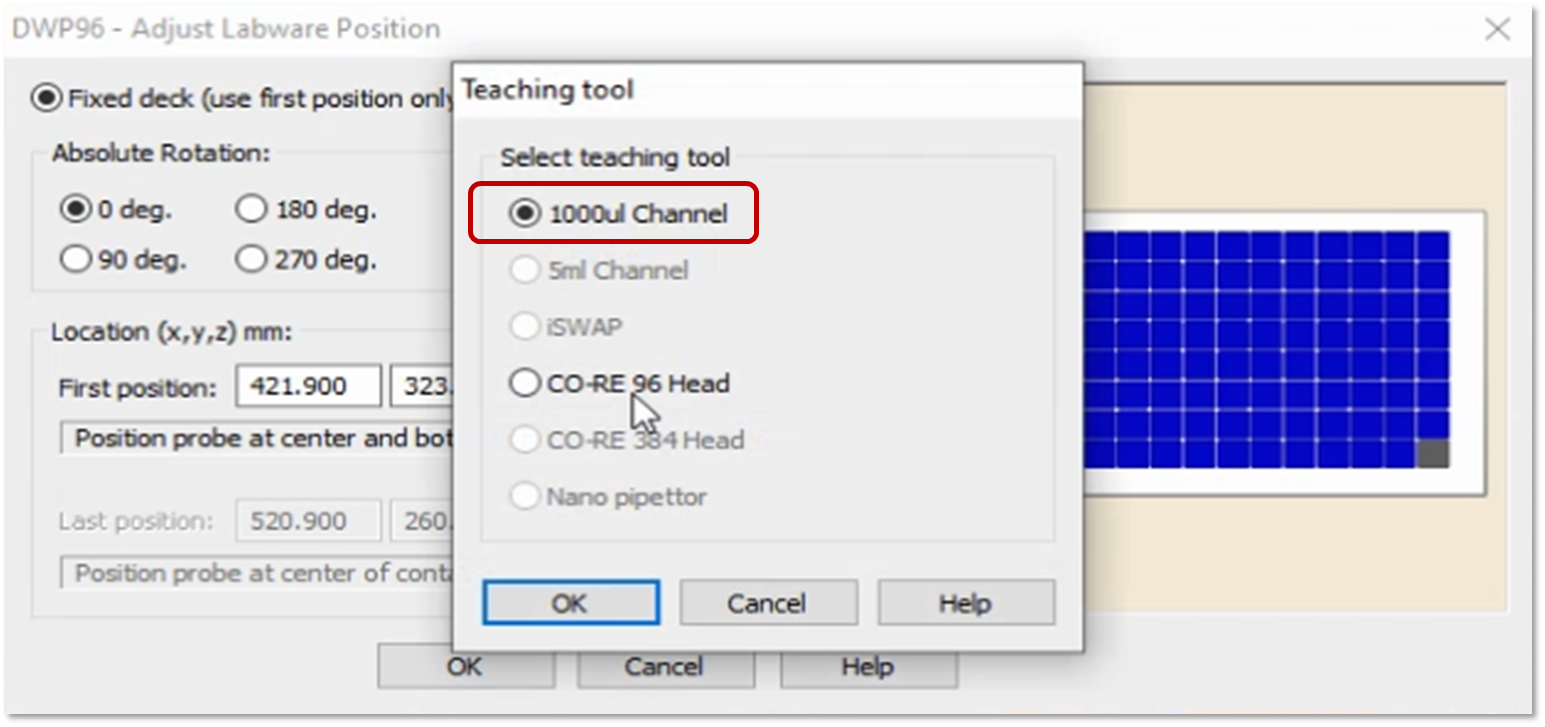 DWP96 - Adjust Labware Position
Fixed deck (use first position only
Absolute Rotation:
0 deg.
180 deg.
90 deg.
270 deg.
Location (x,y,z) mm:
First position:
421.900
323.
Position probe at center and bot
Last position:
520.900
260.
Position probe at center of conta
OK
Cancel
Help
Teaching tool
Select teaching tool
1000ul Channel
5ml Channel
iSWAP
CO-RE 96 Head
CO-RE 384 Head
Nano pipettor
OK
Cancel
Help